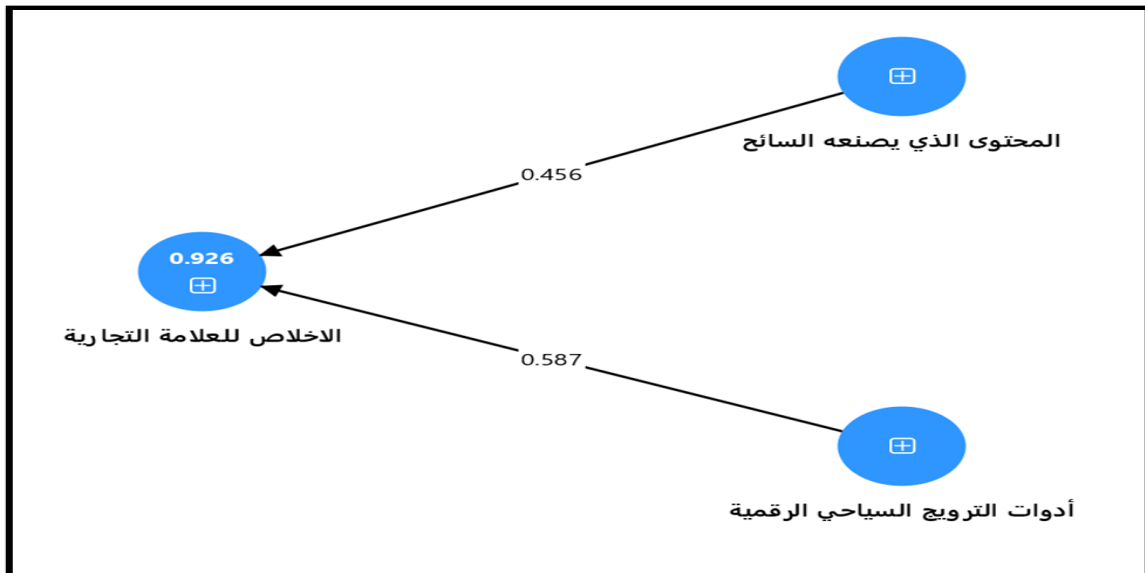 المحتوى الذي يصنعه السائح
0.456
0.926
الاخلاص للعلامة التجارية
0.587
أدوات الترويج السياحي الرقمية